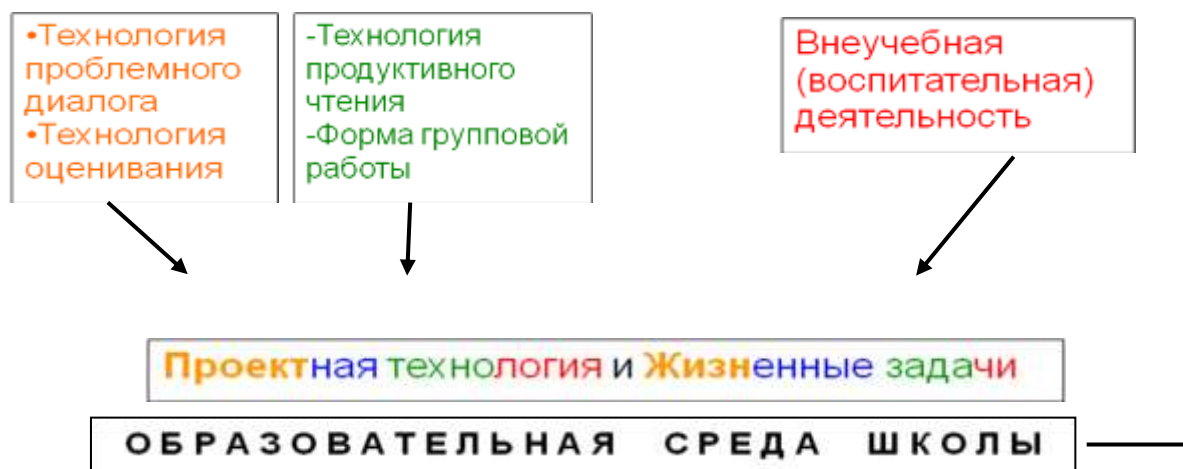 •Технология
проблемного
диалога
•Технология
оценивания
-Технология
продуктивного
чтения
-Форма групповой
работы
Внеучебная
(воспитательная)
деятельность
Проектная технология и Жизненные задачи
ОБРАЗОВАТЕЛЬНАЯ СРЕДА ШКОЛЫ